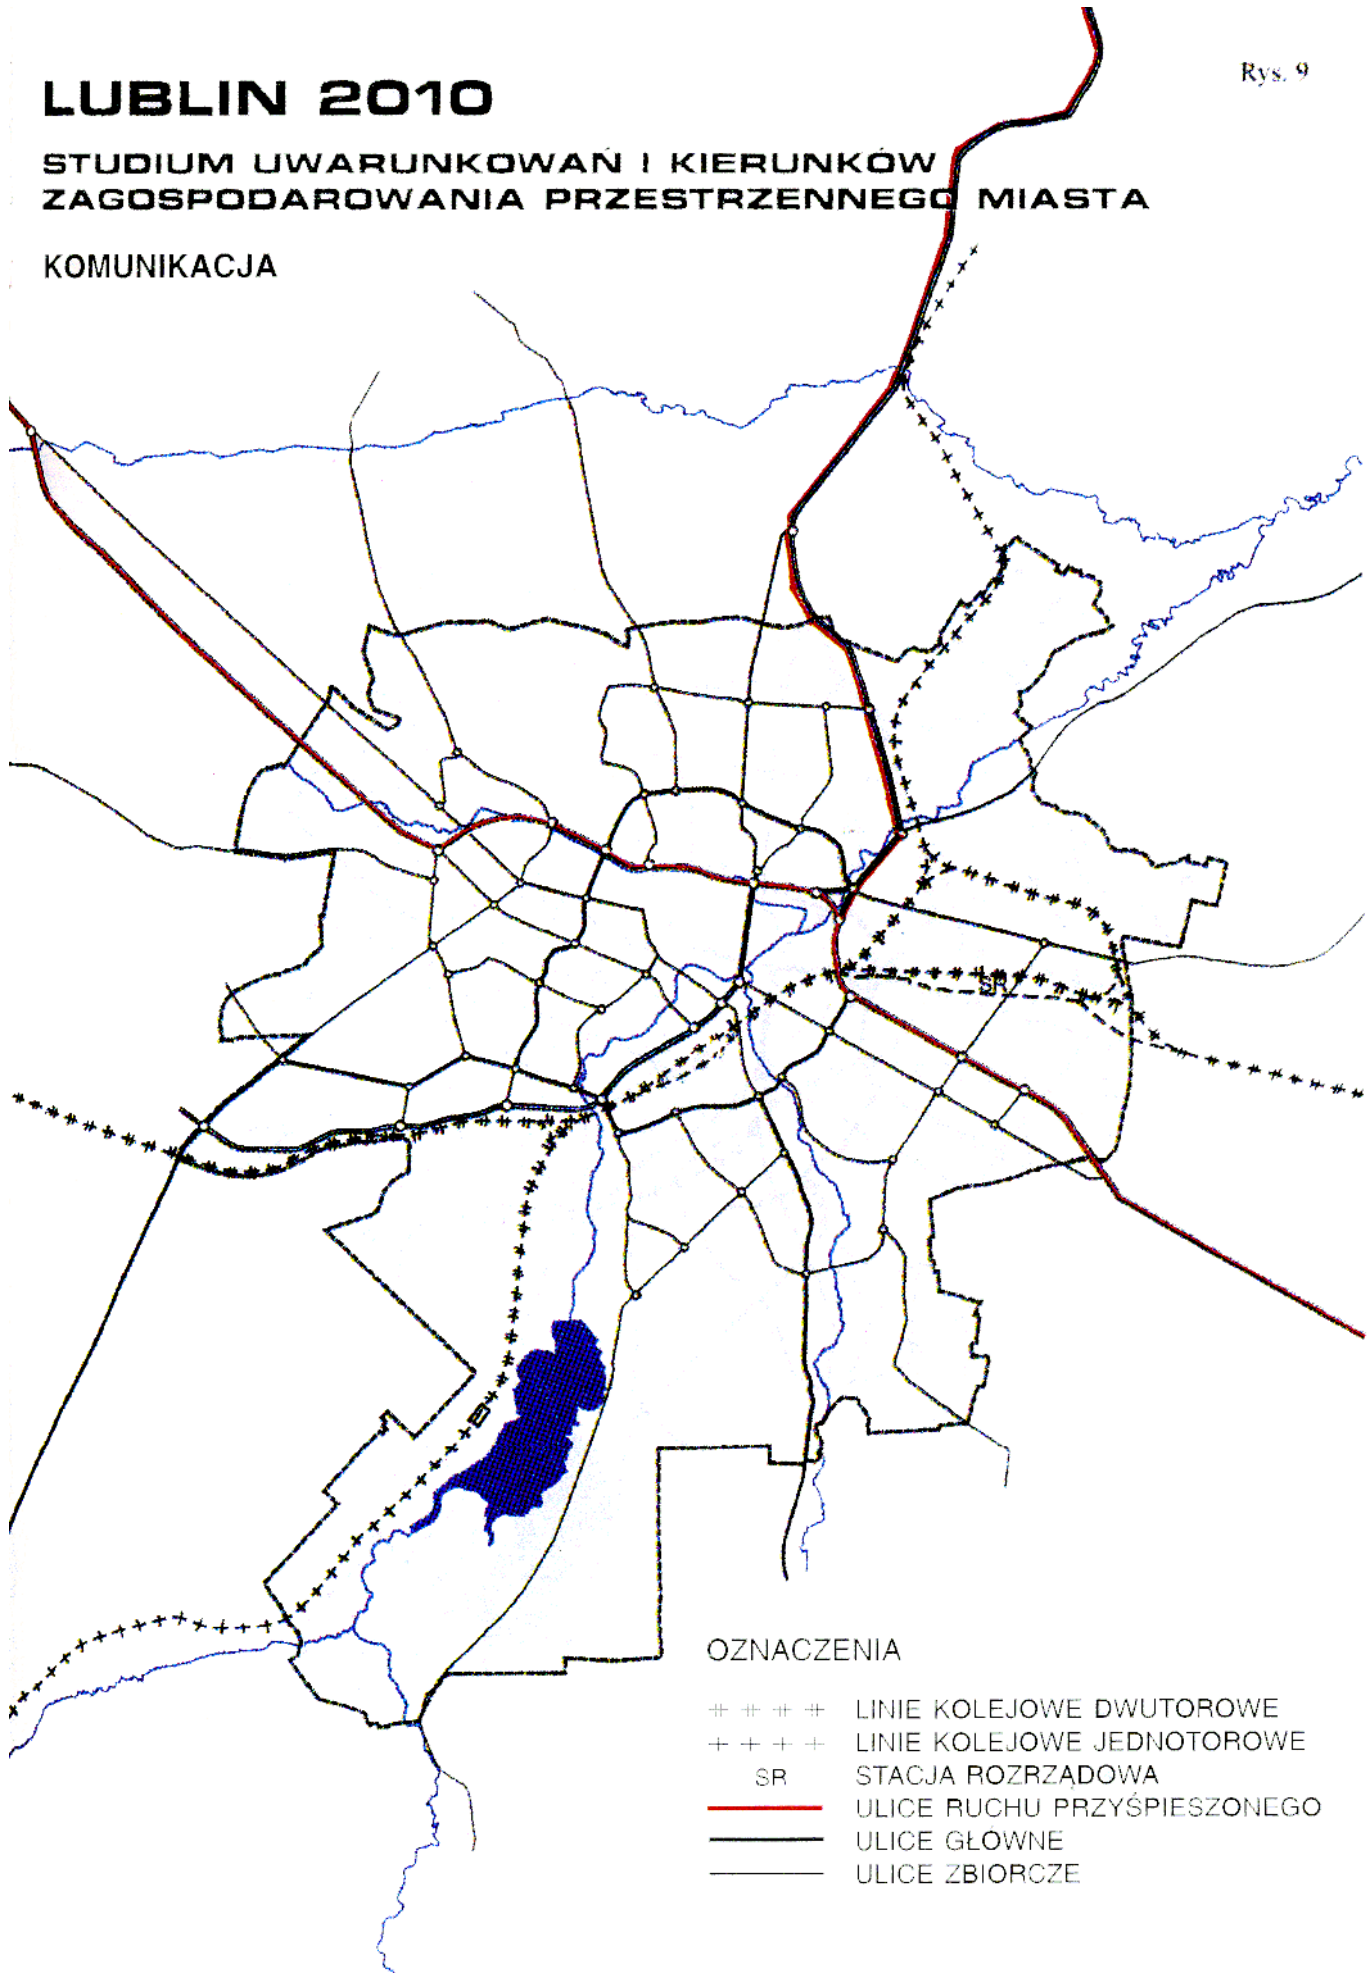 Rys. 9
LUBLIN 2010
STUDIUM UWARUNKOWAŃ I KIERUNKÓW
ZAGOSPODAROWANIA PRZESTRZENNEGO MIASTA
KOMUNIKACJA
SR
OZNACZENIA
LINIE KOLEJOWE DWUTOROWE
LINIE KOLEJOWE JEDNOTOROWE
SR STACJA ROZRZĄDOWA
ULICE RUCHU PRZYŚPIESZONEGO
ULICE GŁÓWNE
ULICE ZBIORCZE